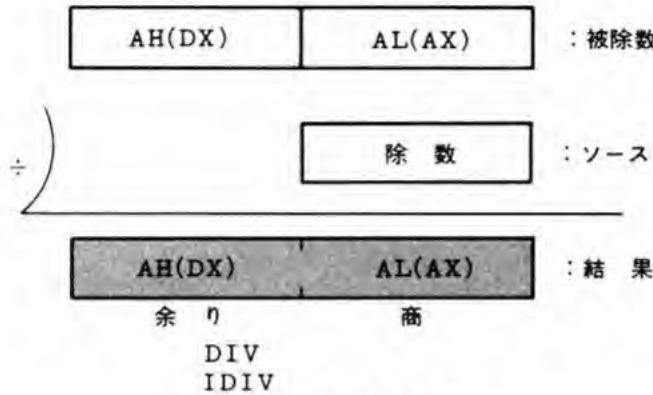 AH(DX) AL(AX) :被除数
÷ 除 数 :ソース
AH(DX) AL(AX) :結 果
余 り 商
DIV
IDIV